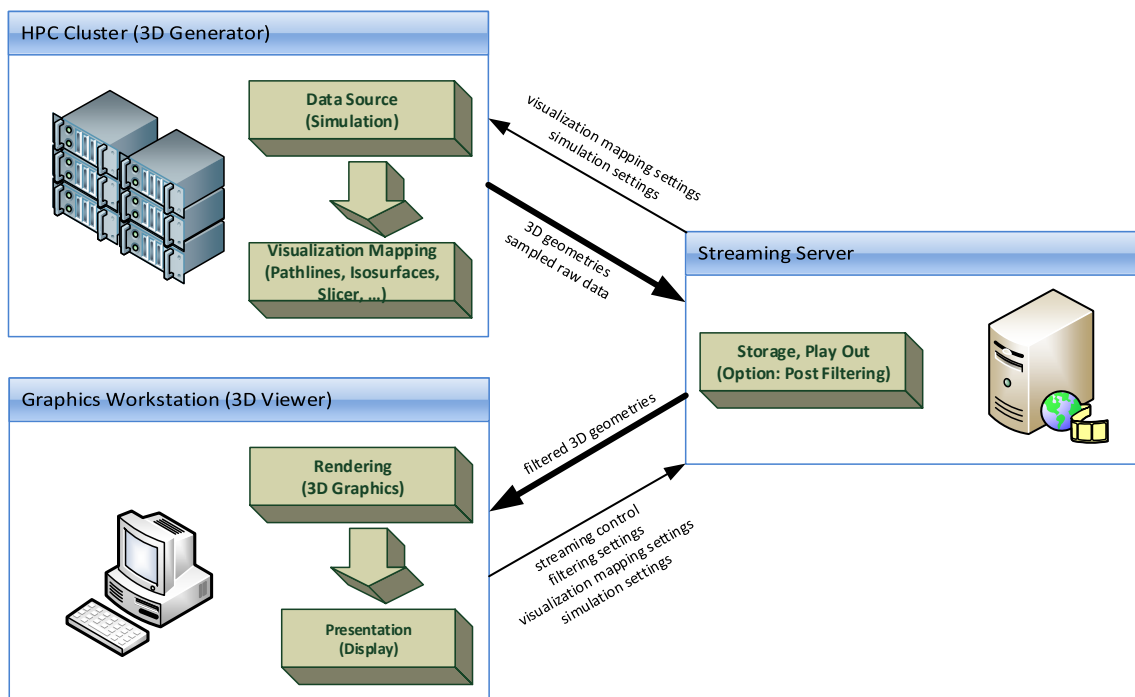 HPC Cluster (3D Generator)
Data Source
(Simulation)
Visualization Mapping
(Pathlines, Isosurfaces,
Slicer, ...)
visualization mapping settings
simulation settings
3D geometries
sampled raw data
Streaming Server
Storage, Play Out
(Option: Post Filtering)
Graphics Workstation (3D Viewer)
Rendering
(3D Graphics)
Presentation
(Display)
filtered 3D geometries
streaming control
filtering settings
visualization mapping settings
simulation settings